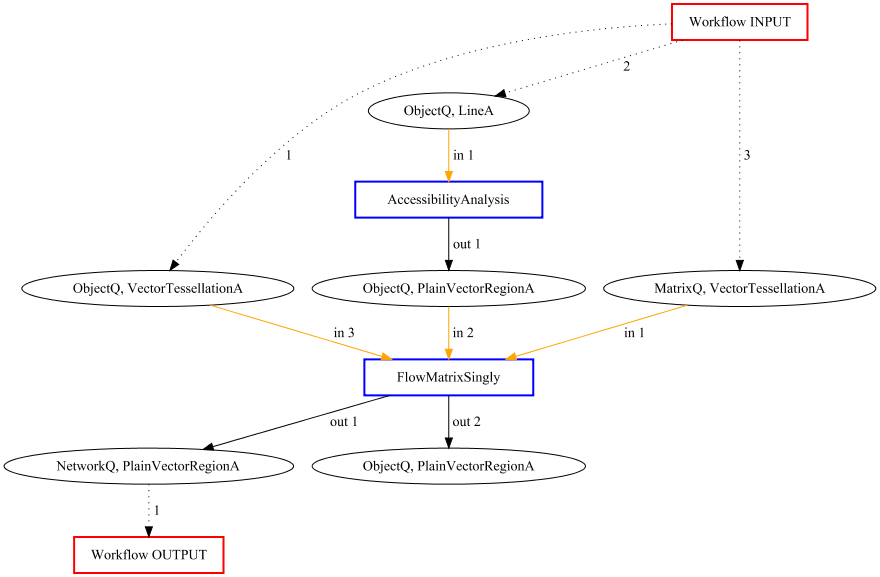 Workflow INPUT
2
ObjectQ, LineA
1
in 1
3
AccessibilityAnalysis
out 1
ObjectQ, VectorTessellationA
ObjectQ, PlainVectorRegionA
MatrixQ, VectorTessellationA
in 3
in 2
in 1
FlowMatrixSingly
out 1
out 2
NetworkQ, PlainVectorRegionA
ObjectQ, PlainVectorRegionA
1
Workflow OUTPUT